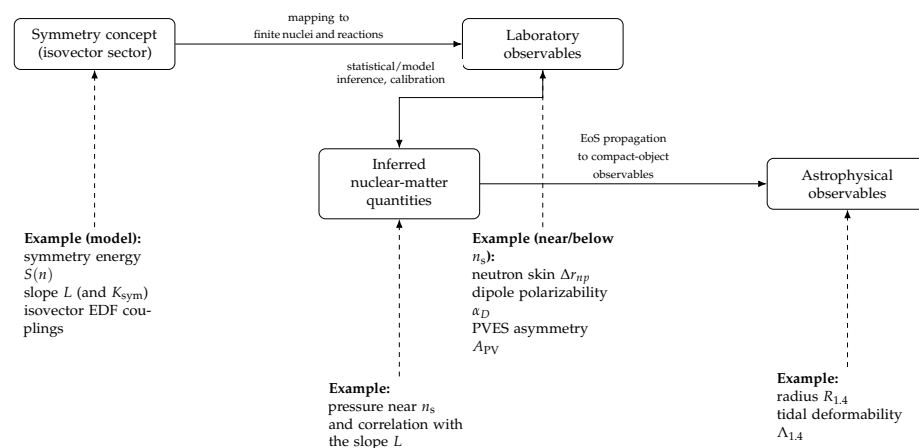 mapping to
finite nuclei and reactions
Symmetry concept
(isovector sector)
Laboratory
observables
statistical/model
inference, calibration
Inferred
nuclear-matter
quantities
EoS propagation
to compact-object
observables
Astrophysical
observables
Example (model):
symmetry energy
S(n)
slope L (and K_sym)
isovector EDF cou-
plings
Example (near/below
n_s):
neutron skin Δr_np
dipole polarizability
α_D
PVES asymmetry
A_PV
Example:
pressure near n_s
and correlation with
the slope L
Example:
radius R_1.4
tidal deformability
Λ_1.4